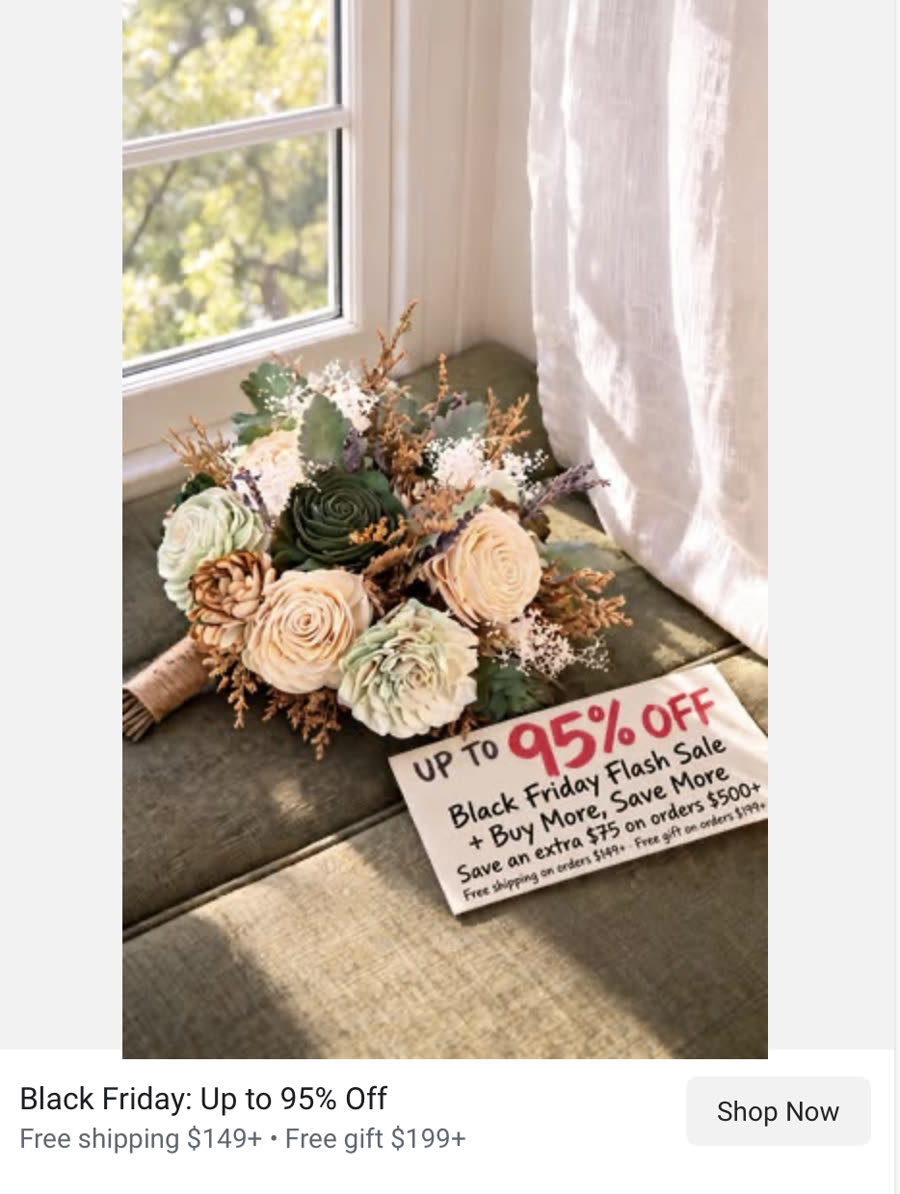 UP TO 95% OFF
Black Friday Flash Sale
+ Buy More, Save More
Save an extra $75 on orders $500+
Free shipping on orders $149+ · Free gift on orders $199+
Black Friday: Up to 95% Off
Free shipping $149+ • Free gift $199+
Shop Now